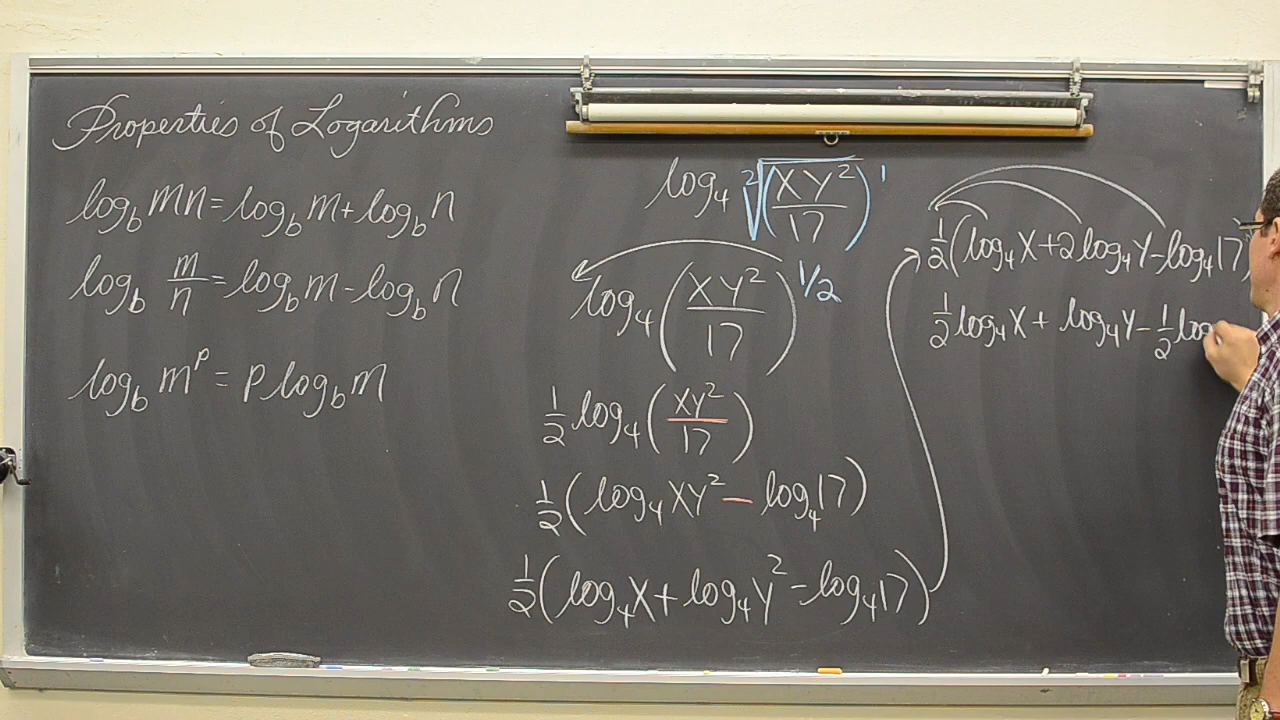 Properties of Logarithms
log_b mn = log_b m + log_b n
log_b m/n = log_b m - log_b n
log_b m^p = p log_b m
log_4 ²√(XY²/17)^1
log_4 (XY²/17)^1/2
1/2 log_4 (XY²/17)
1/2 (log_4 XY² - log_4 17)
1/2 (log_4 X + log_4 Y² - log_4 17)
1/2 (log_4 X + 2 log_4 Y - log_4 17)
1/2 log_4 X + log_4 Y - 1/2 log